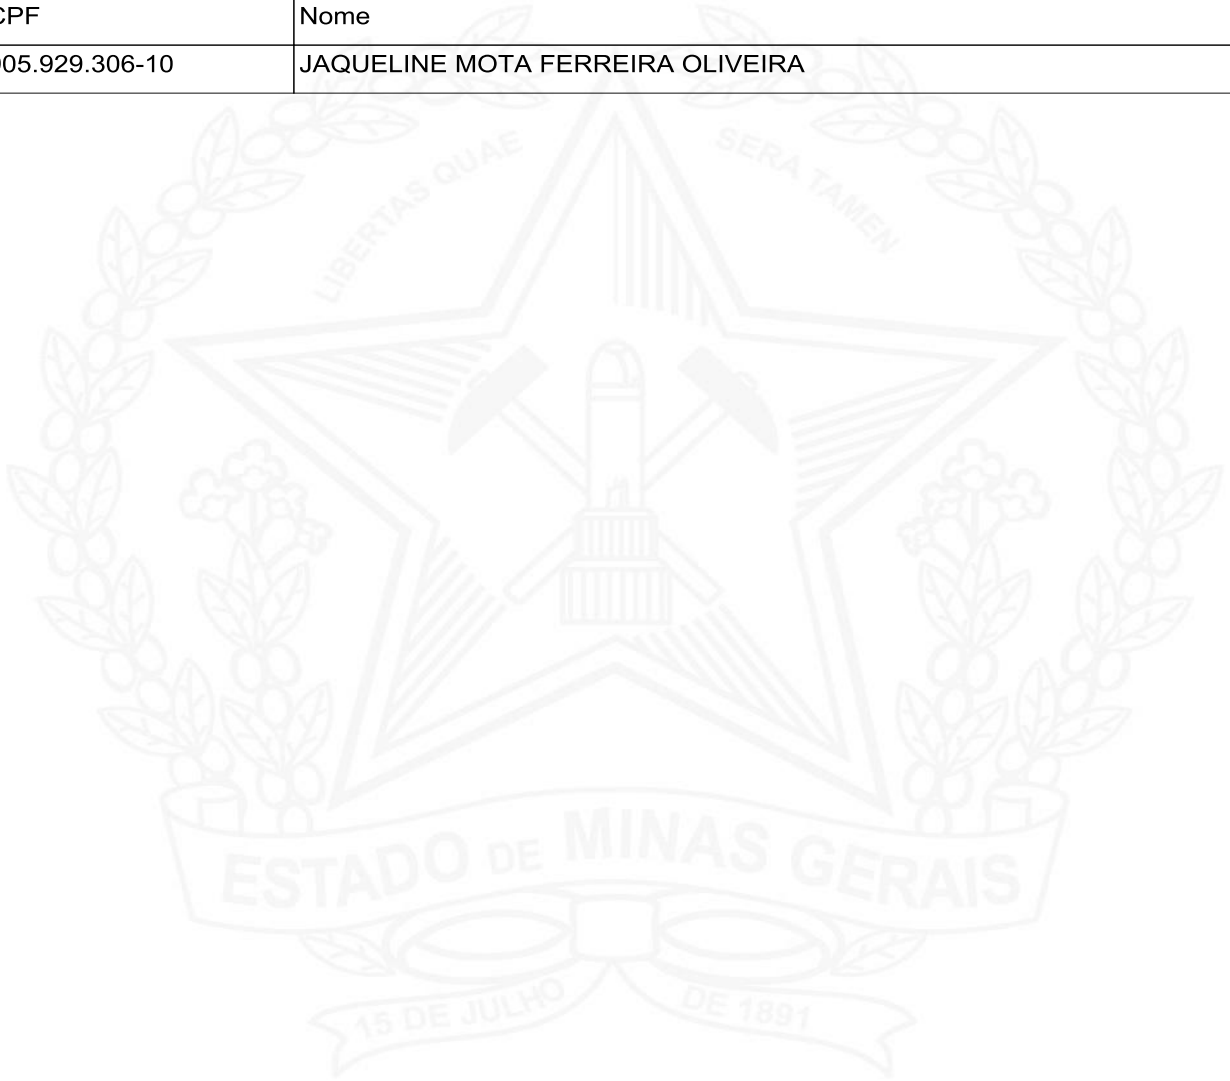 CPF Nome
005.929.306-10 JAQUELINE MOTA FERREIRA OLIVEIRA
LIBERTAS QUAE SERA TAMEN
ESTADO DE MINAS GERAIS
15 DE JULHO DE 1891